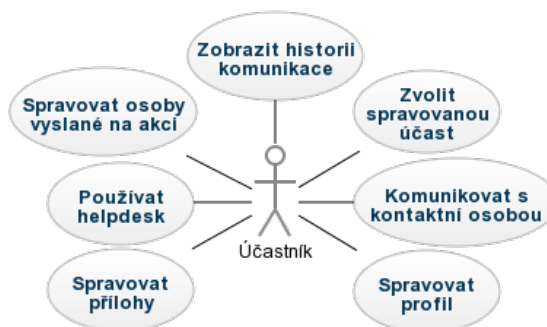 Zobrazit historii
komunikace
Spravovat osoby
vyslané na akci
Zvolit
spravovanou
účast
Používat
helpdesk
Komunikovat s
kontaktní osobou
Účastník
Spravovat
přílohy
Spravovat
profil